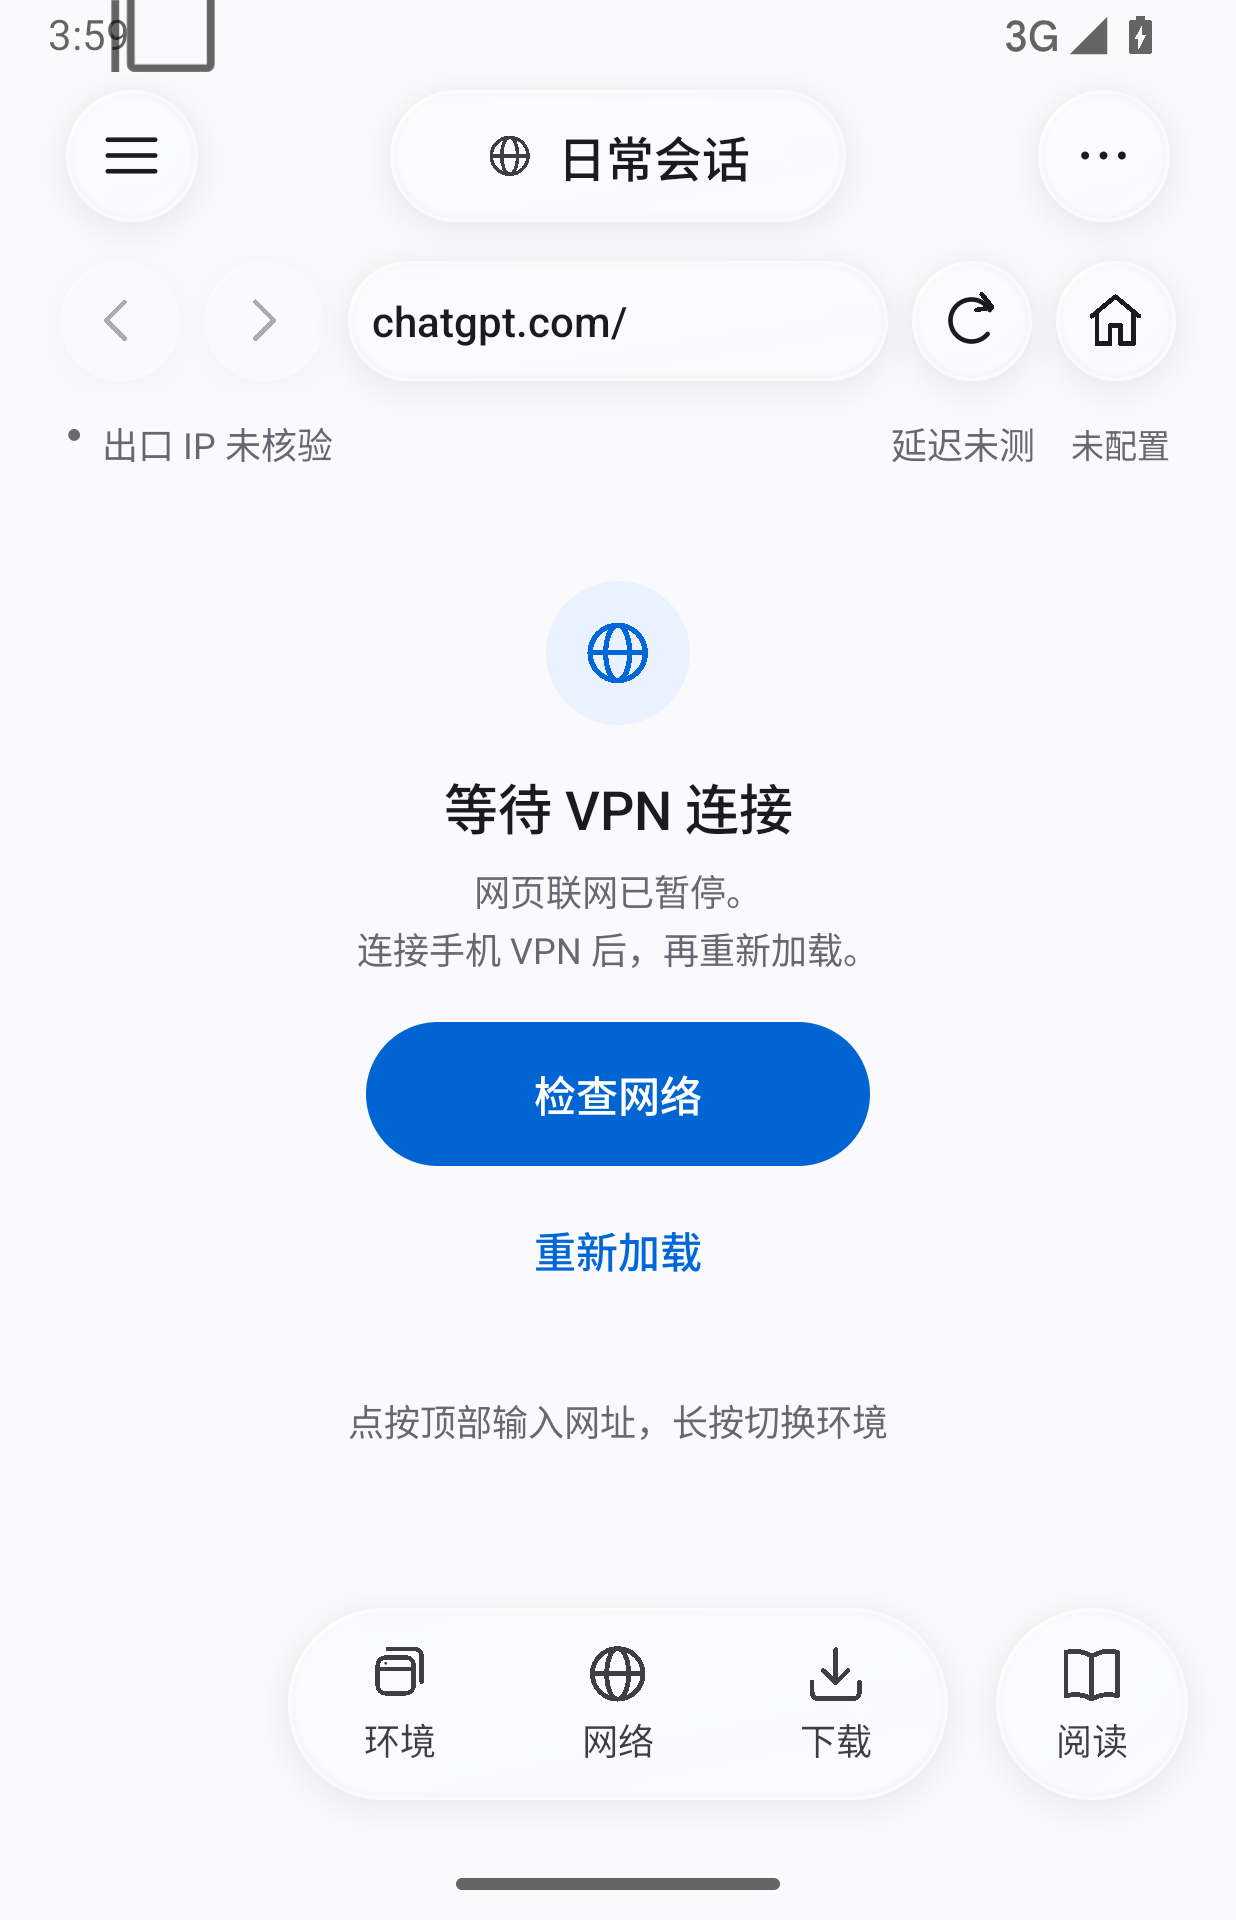 3:59
3G
日常会话
chatgpt.com/
出口 IP 未核验
延迟未测
未配置
等待 VPN 连接
网页联网已暂停。
连接手机 VPN 后，再重新加载。
检查网络
重新加载
点按顶部输入网址，长按切换环境
环境
网络
下载
阅读